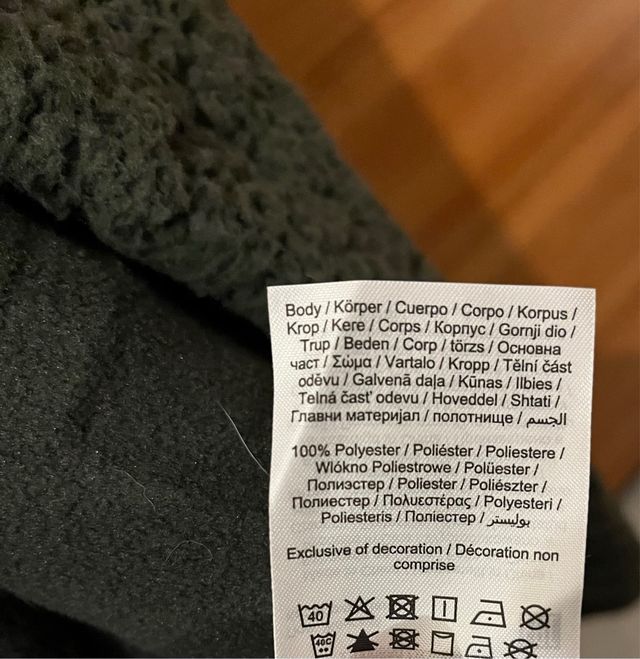 Body / Körper / Cuerpo / Corpo / Korpus /
Krop / Kere / Corps / Корпус / Gornji dio /
Trup / Beden / Corp / törzs / Основна
част / Σώμα / Vartalo / Kropp / Tělní část
oděvu / Galvenā daļa / Kūnas / Ilbies /
Telná časť odevu / Hoveddel / Shtati /
Главни материјал / полотнище / الجسم
100% Polyester / Poliéster / Poliestere /
Wlókno Poliestrowe / Polüester /
Полиэстер / Poliester / Poliészter /
Полиестер / Πολυεστέρας / Polyesteri /
Poliesteris / Поліестер / بوليستر
Exclusive of decoration / Décoration non
comprise
40
40C